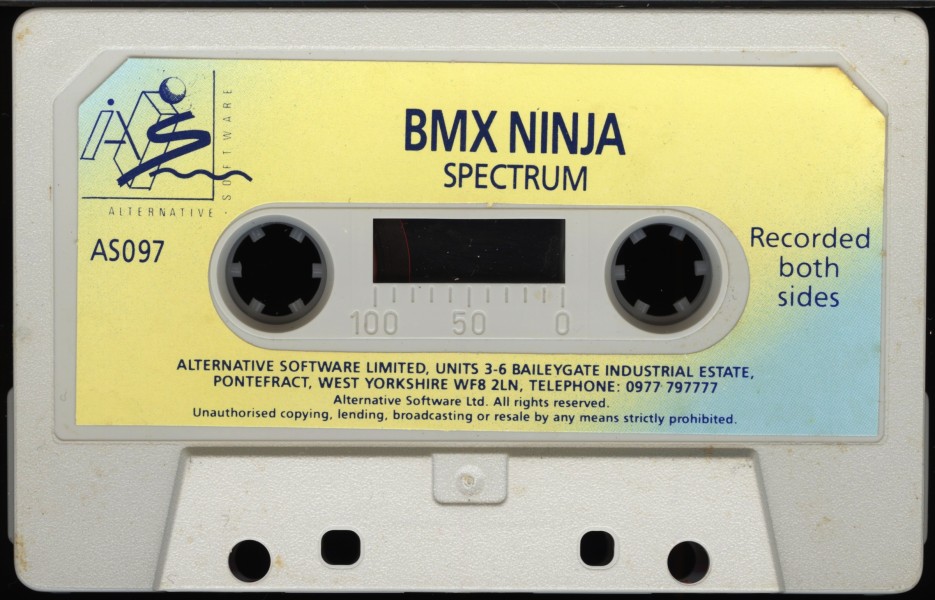 BMX NINJA
SPECTRUM
iAS
SOFTWARE
ALTERNATIVE
AS097
Recorded
both
sides
100 50 0
ALTERNATIVE SOFTWARE LIMITED, UNITS 3-6 BAILEYGATE INDUSTRIAL ESTATE,
PONTEFRACT, WEST YORKSHIRE WF8 2LN, TELEPHONE: 0977 797777
Alternative Software Ltd. All rights reserved.
Unauthorised copying, lending, broadcasting or resale by any means strictly prohibited.